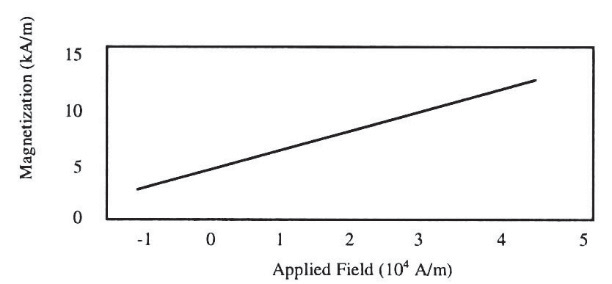 Magnetization (kA/m)
15
10
5
0
-1 0 1 2 3 4 5
Applied Field (10⁴ A/m)